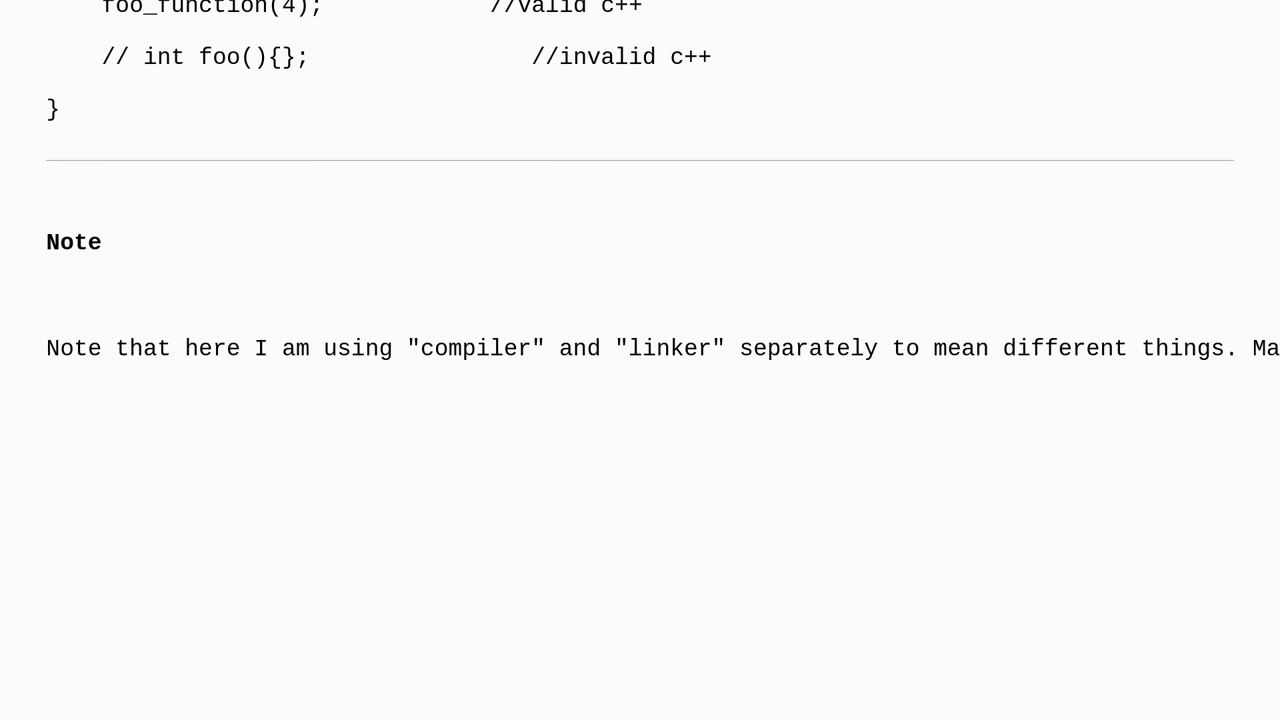 foo_function(4);            //valid c++
// int foo(){};                //invalid c++
}
Note
Note that here I am using "compiler" and "linker" separately to mean different things. Ma